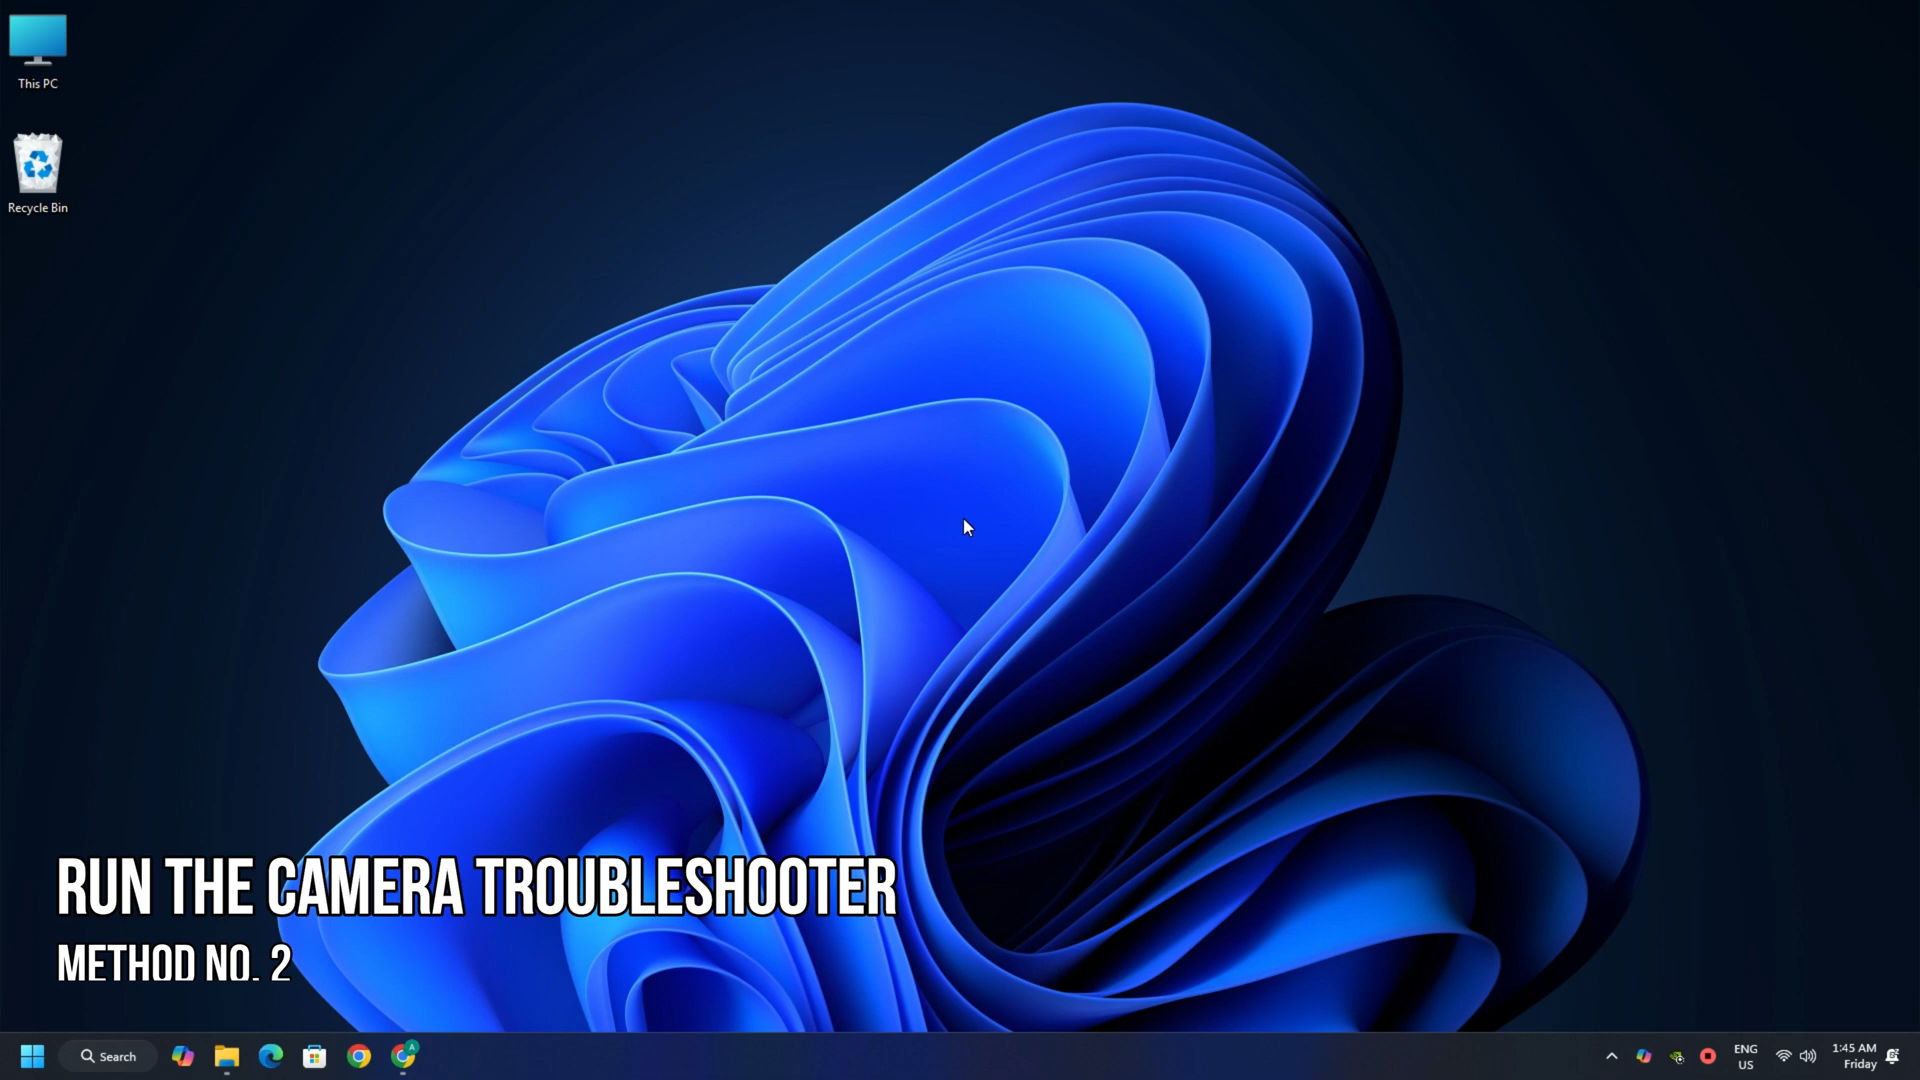 This PC
Recycle Bin
RUN THE CAMERA TROUBLESHOOTER
METHOD NO. 2
Search
A
ENG
US
1:45 AM
Friday